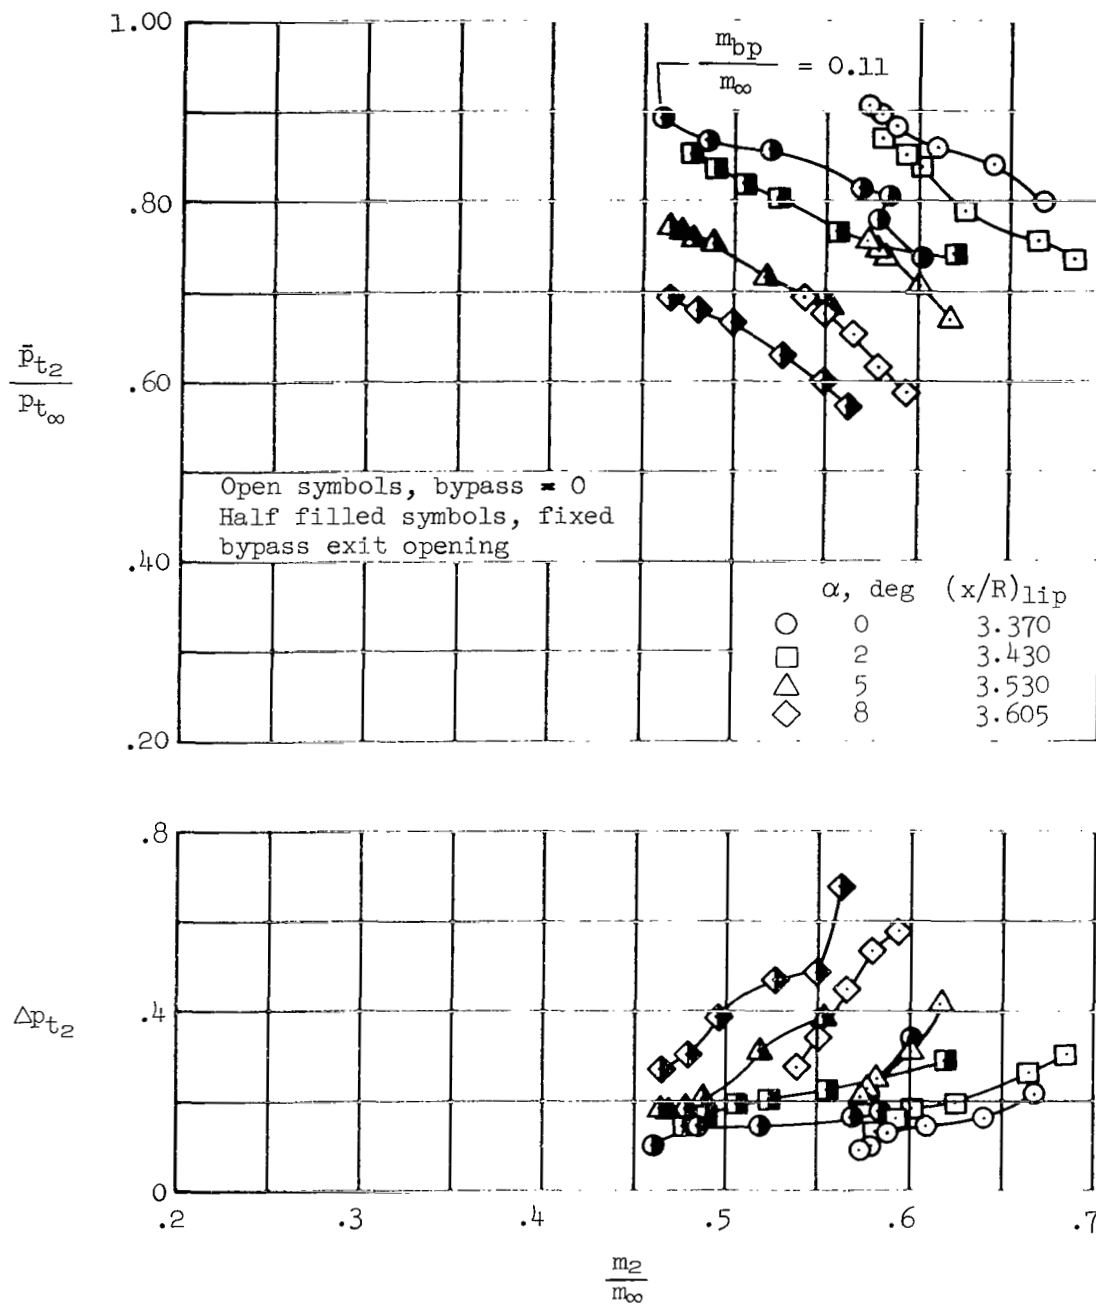 1.00
m_bp / m_∞ = 0.11
.80
p̄_t2 / p_t∞
.60
Open symbols, bypass = 0
Half filled symbols, fixed
bypass exit opening
.40
α, deg (x/R)lip
0 3.370
2 3.430
5 3.530
8 3.605
.20
.8
Δp_t2
.4
0
.2 .3 .4 .5 .6 .7
m_2 / m_∞